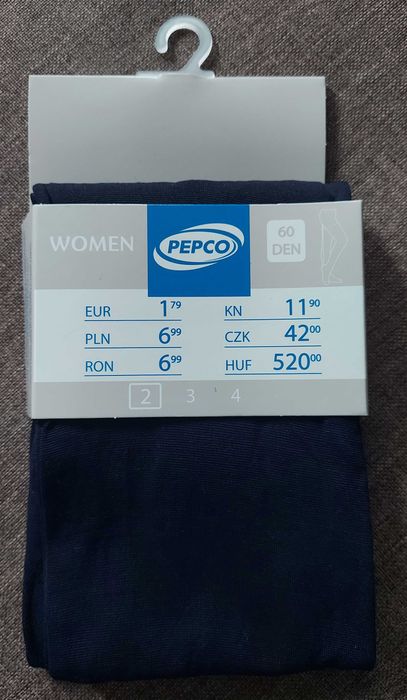 WOMEN
PEPCO
60
DEN
EUR 1 79
KN 11 90
PLN 6 99
CZK 42 00
RON 6 99
HUF 520 00
2 3 4